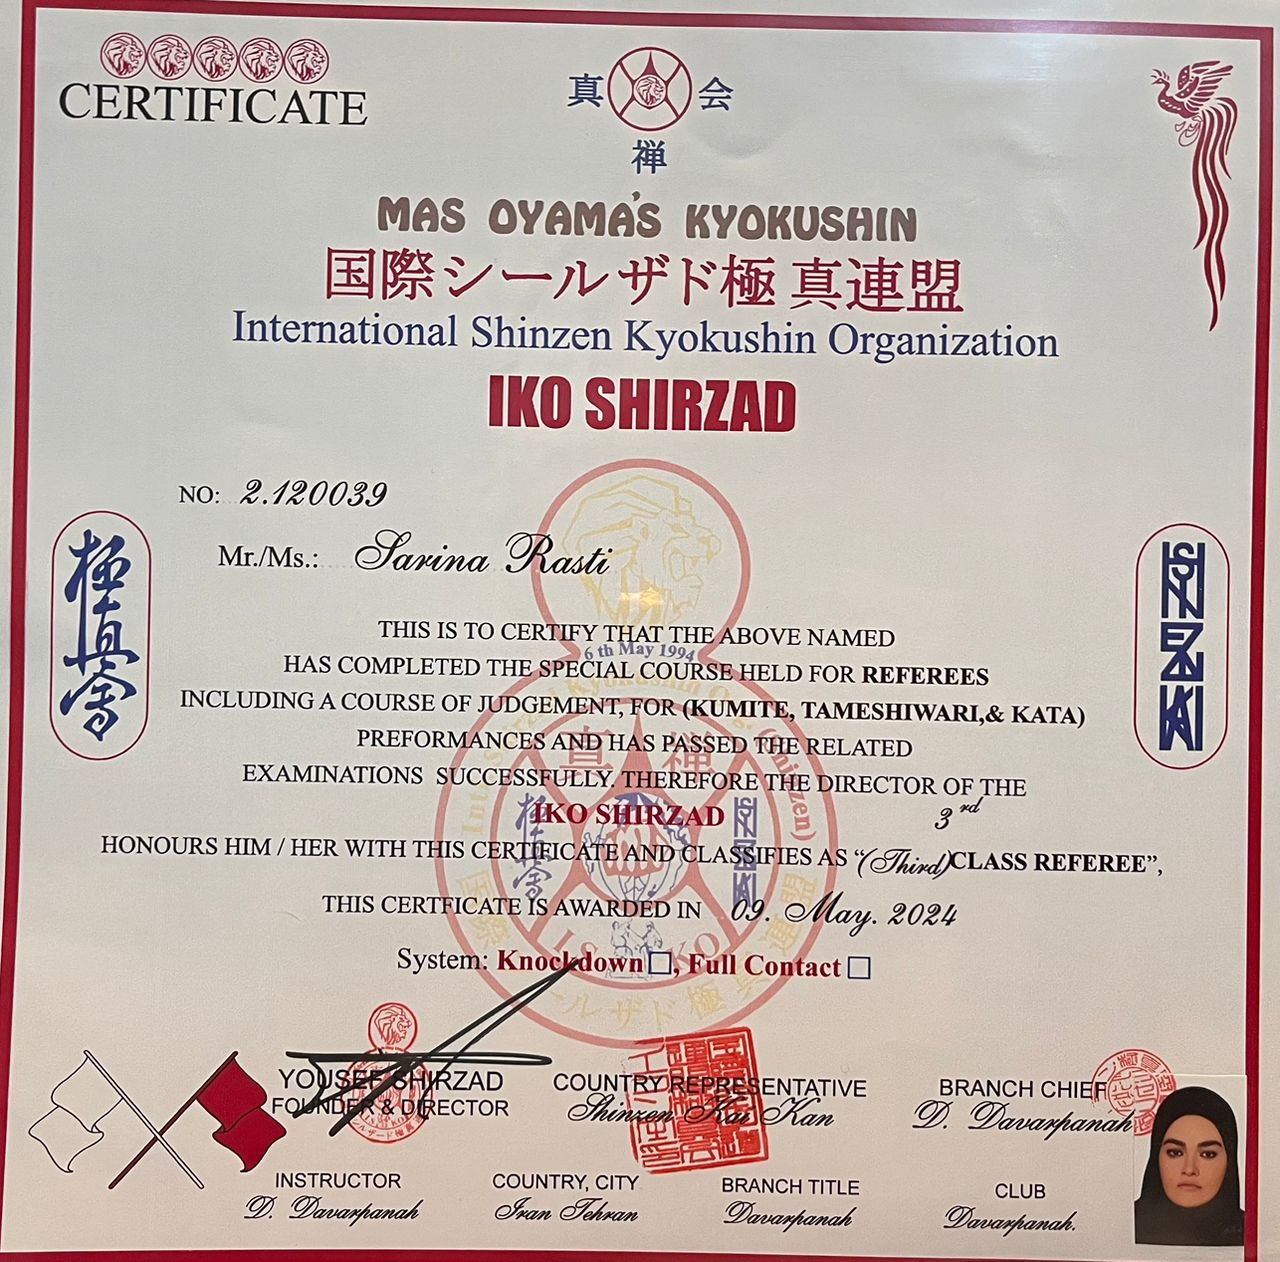 CERTIFICATE
真 会
禅
MAS OYAMA'S KYOKUSHIN
国際シールザド極真連盟
International Shinzen Kyokushin Organization
IKO SHIRZAD
NO: 2.120039
Mr./Ms.: Sarina Rasti
極真會
SHINZEN KAI
THIS IS TO CERTIFY THAT THE ABOVE NAMED
6 th May 1994
HAS COMPLETED THE SPECIAL COURSE HELD FOR REFEREES
INCLUDING A COURSE OF JUDGEMENT, FOR (KUMITE, TAMESHIWARI,& KATA)
PREFORMANCES AND HAS PASSED THE RELATED
EXAMINATIONS SUCCESSFULLY. THEREFORE THE DIRECTOR OF THE
IKO SHIRZAD
3rd
HONOURS HIM / HER WITH THIS CERTIFICATE AND CLASSIFIES AS “(Third)CLASS REFEREE”,
THIS CERTFICATE IS AWARDED IN 09. May. 2024
System: Knockdown☐, Full Contact☐
YOUSEF SHIRZAD
FOUNDER & DIRECTOR
COUNTRY REPRESENTATIVE
Shinzen Kai Kan
BRANCH CHIEF
D. Davarpanah
INSTRUCTOR
D. Davarpanah
COUNTRY, CITY
Iran Tehran
BRANCH TITLE
Davarpanah
CLUB
Davarpanah.